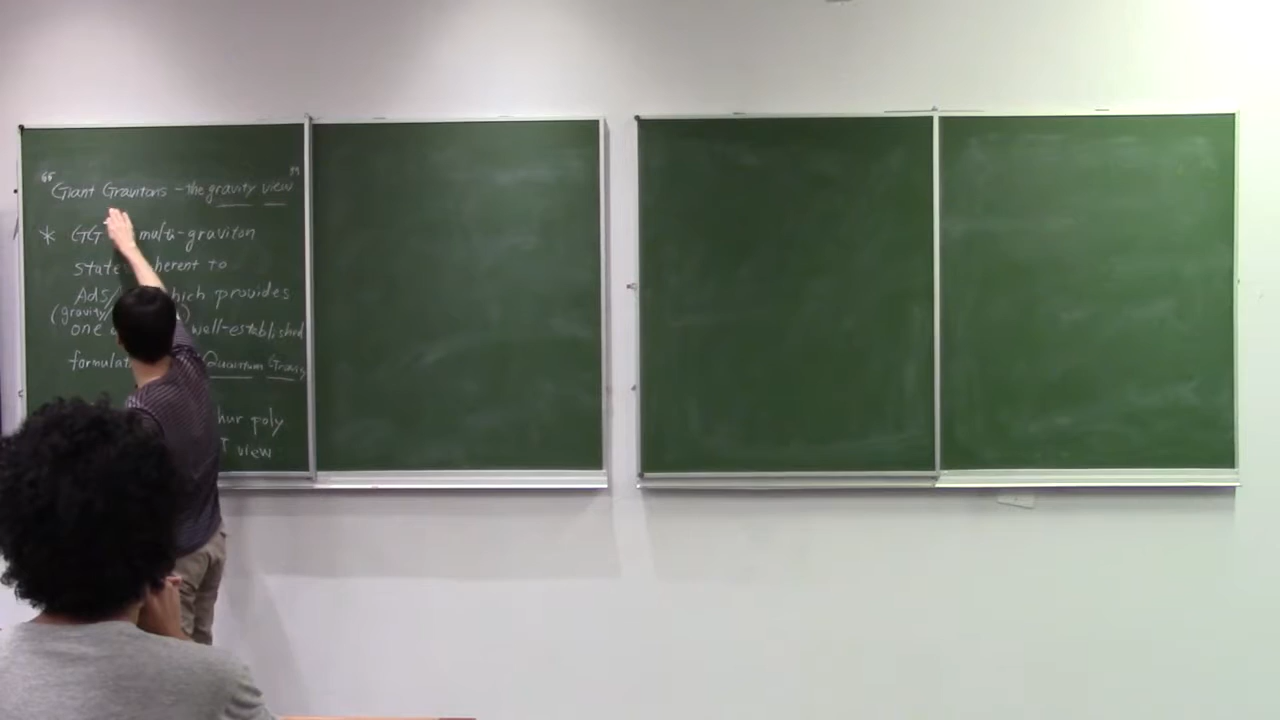 "Giant Gravitons - the gravity view"
* GG multi-graviton
state herent to
AdS/ hich provides
(gravity/ )
one well-established
formulat Quantum Gravity
hur poly
T view